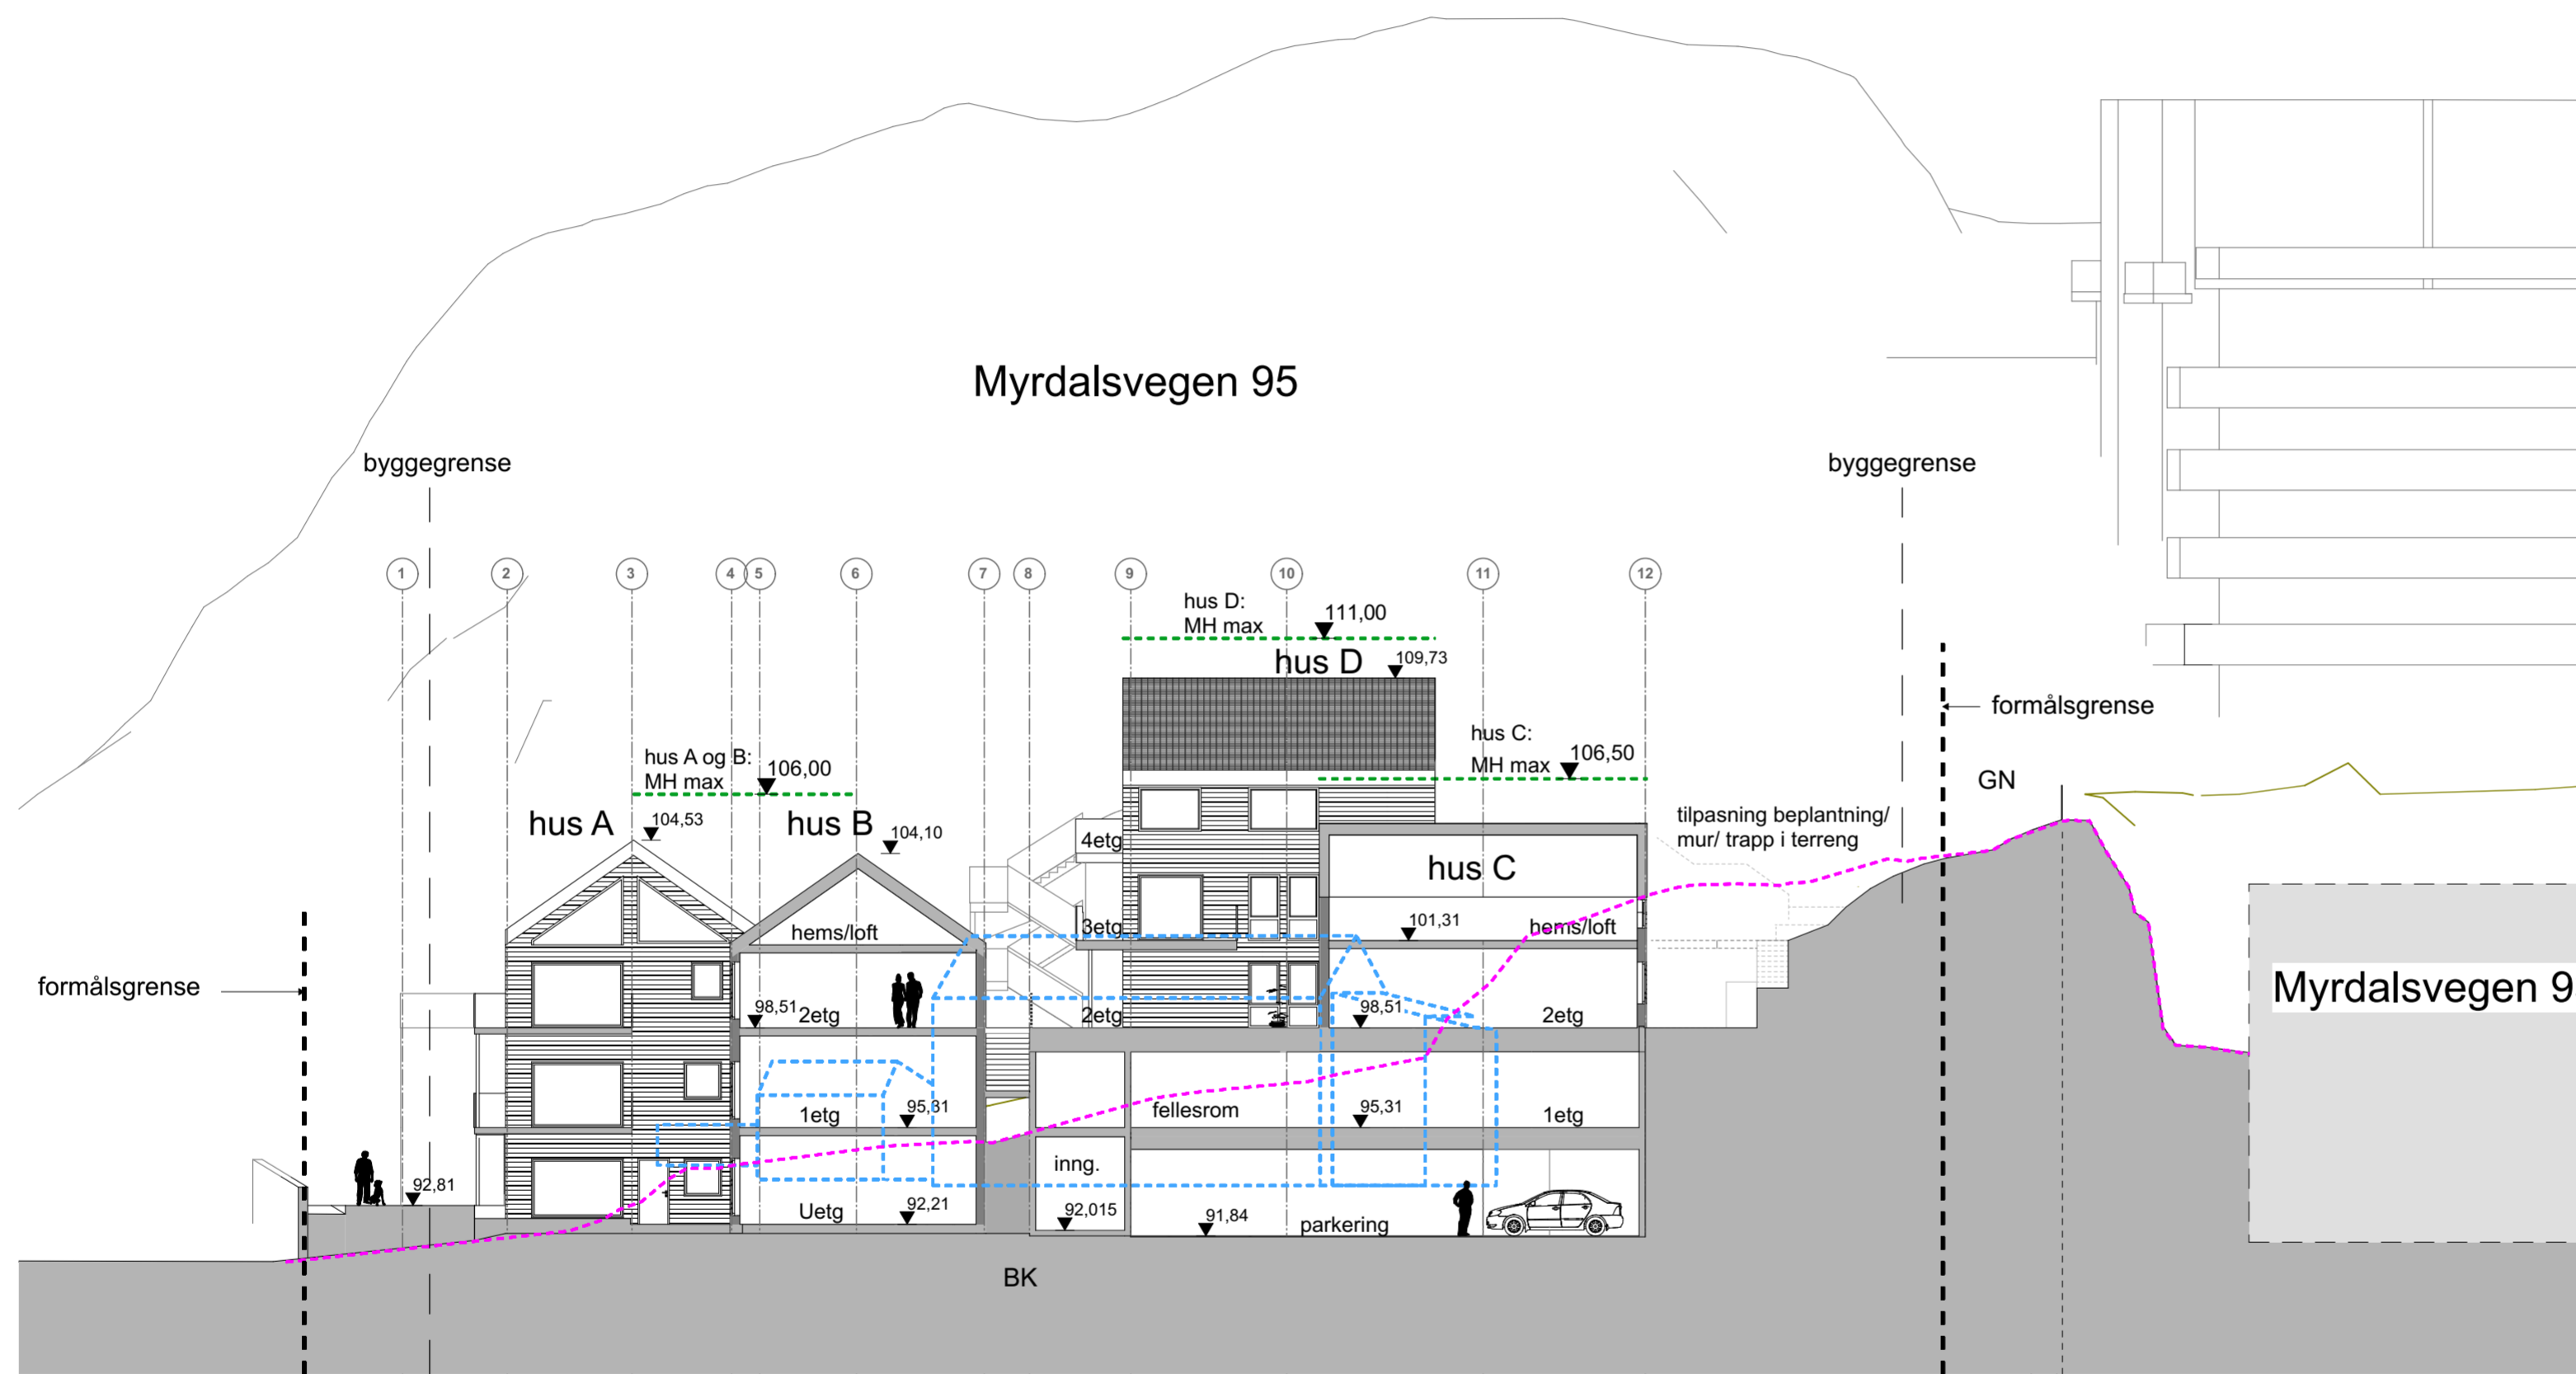 Myrdalsvegen 95
byggegrense
byggegrense
1
2
3
4
5
6
7
8
9
10
11
12
hus D:
MH max
111,00
hus D
109,73
formålsgrense
hus C:
MH max
106,50
hus A og B:
MH max
106,00
GN
hus A
104,53
hus B
104,10
tilpasning beplantning/
mur/ trapp i terreng
4etg
hus C
hems/loft
3etg
101,31
hems/loft
formålsgrense
Myrdalsvegen 9
98,51
2etg
2etg
98,51
2etg
1etg
95,31
fellesrom
95,31
1etg
inng.
92,81
Uetg
92,21
92,015
91,84
parkering
BK